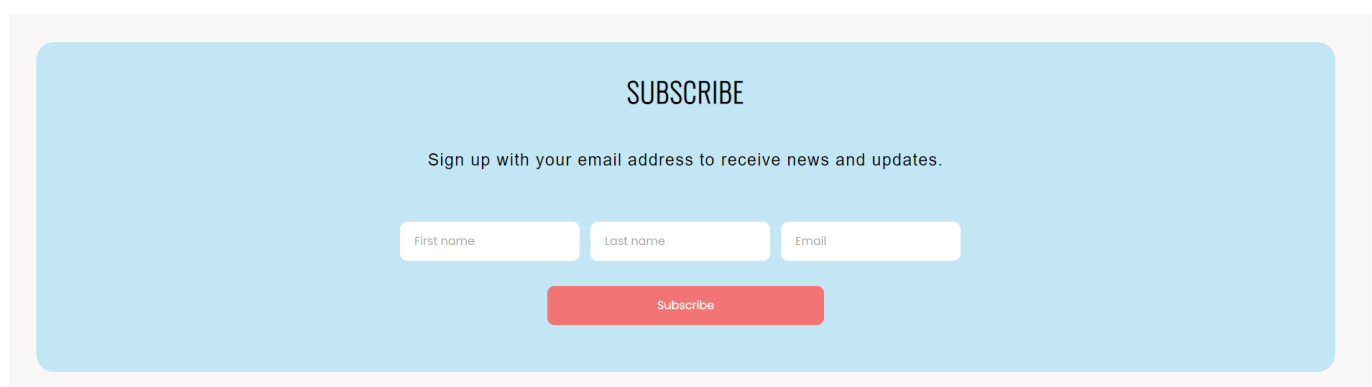 SUBSCRIBE
Sign up with your email address to receive news and updates.
First name Last name Email
Subscribe